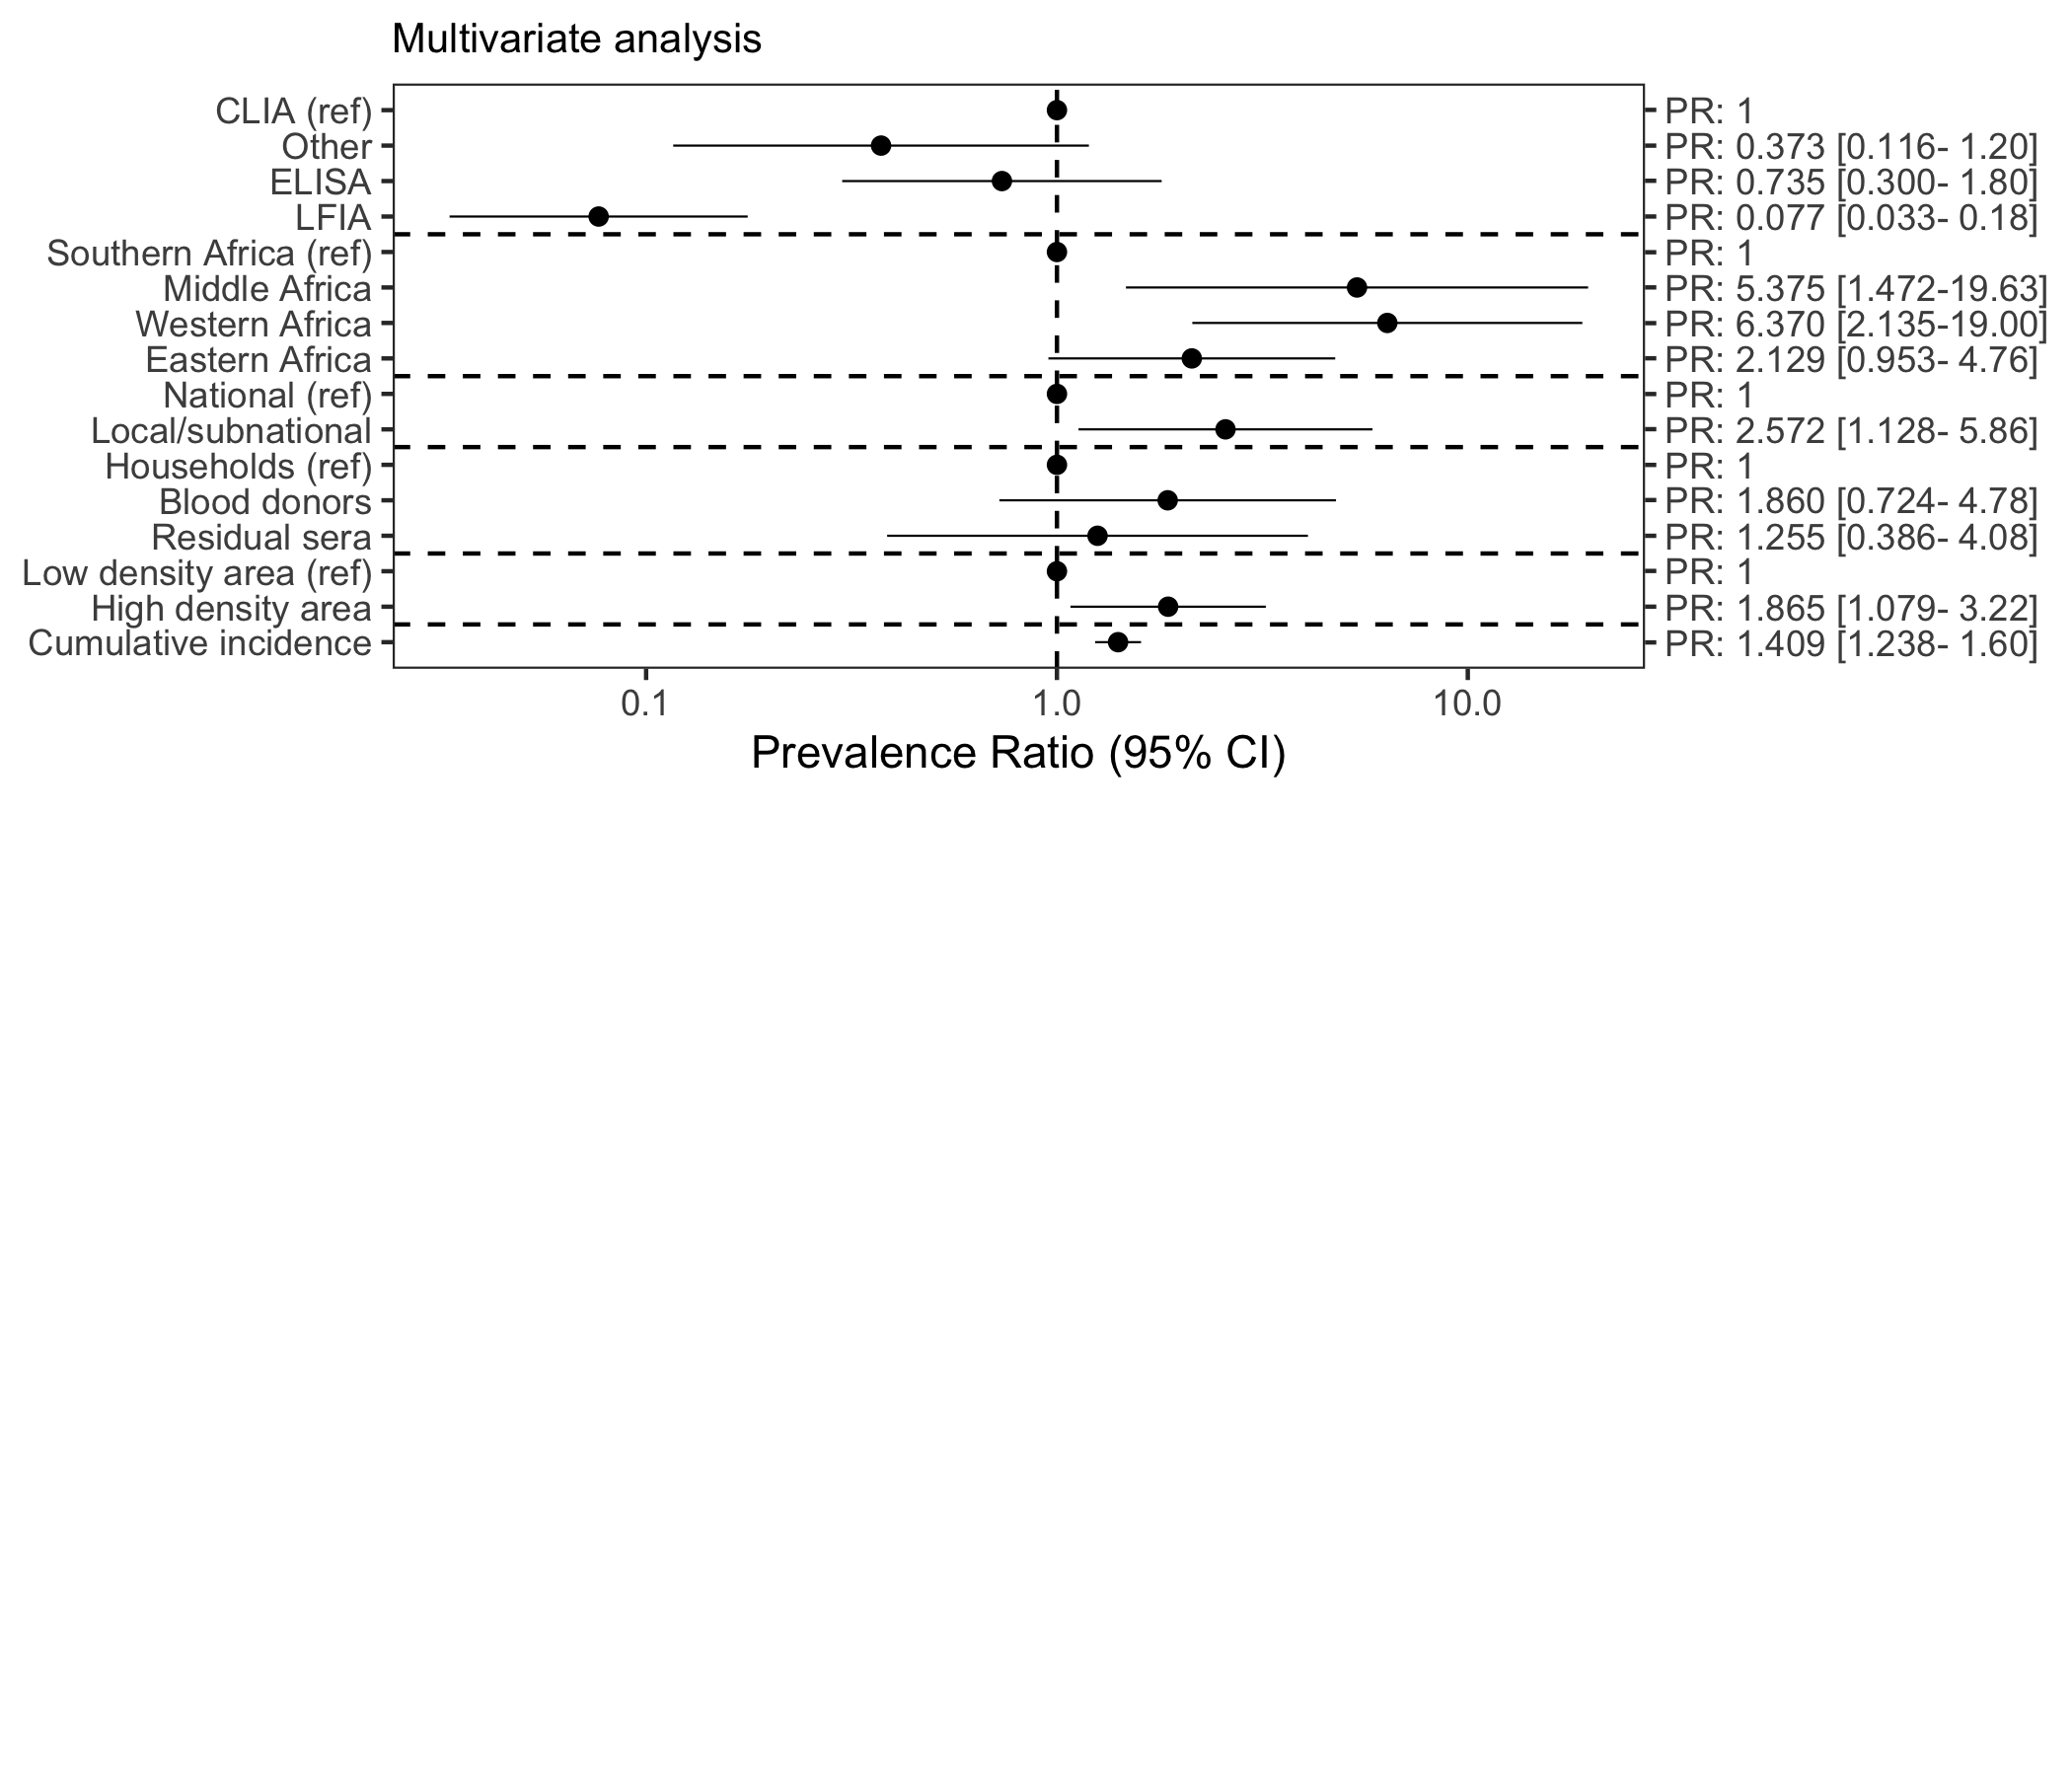 Multivariate analysis
CLIA (ref) PR: 1
Other PR: 0.373 [0.116- 1.20]
ELISA PR: 0.735 [0.300- 1.80]
LFIA PR: 0.077 [0.033- 0.18]
Southern Africa (ref) PR: 1
Middle Africa PR: 5.375 [1.472-19.63]
Western Africa PR: 6.370 [2.135-19.00]
Eastern Africa PR: 2.129 [0.953- 4.76]
National (ref) PR: 1
Local/subnational PR: 2.572 [1.128- 5.86]
Households (ref) PR: 1
Blood donors PR: 1.860 [0.724- 4.78]
Residual sera PR: 1.255 [0.386- 4.08]
Low density area (ref) PR: 1
High density area PR: 1.865 [1.079- 3.22]
Cumulative incidence PR: 1.409 [1.238- 1.60]
0.1 1.0 10.0
Prevalence Ratio (95% CI)